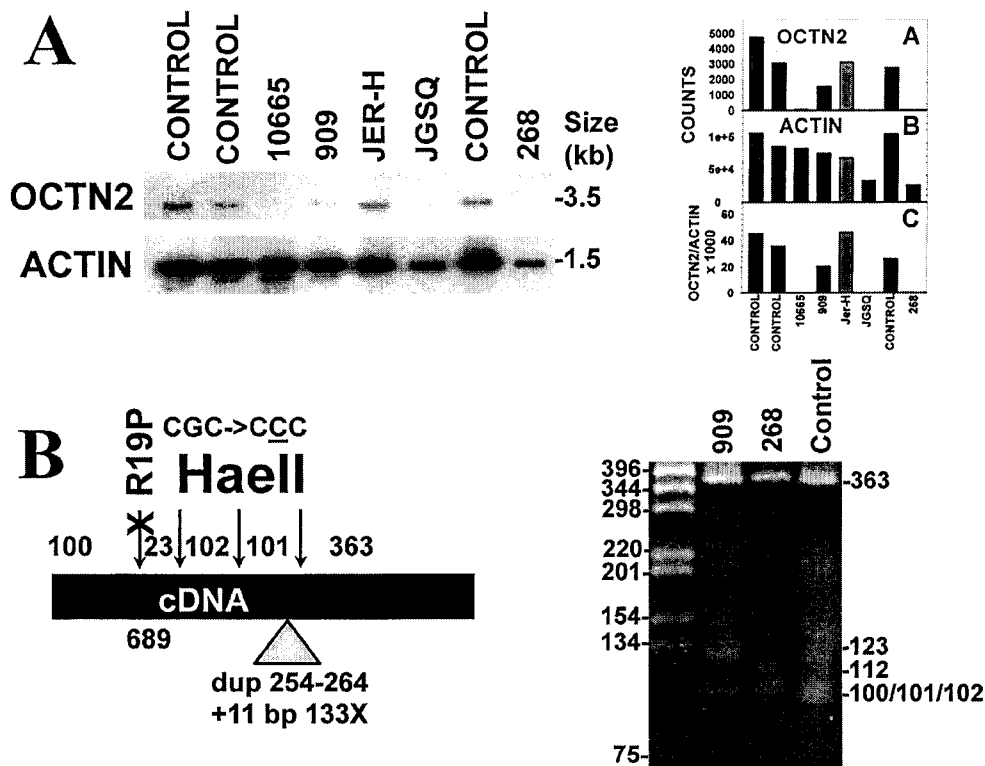 A
CONTROL
CONTROL
10665
909
JER-H
JGSQ
CONTROL
268
Size
(kb)
OCTN2
-3.5
ACTIN
-1.5
OCTN2
A
5000
4000
3000
2000
1000
0
COUNTS
ACTIN
B
1e+5
5e+4
0
C
60
40
20
0
OCTN2/ACTIN
x 1000
CONTROL
CONTROL
10665
909
Jer-H
JGSQ
CONTROL
268
B
R19P
CGC->CCC
HaeII
X
100
23
102
101
363
cDNA
689
dup 254-264
+11 bp 133X
909
268
Control
396-
344-
298-
220-
201-
154-
134-
75-
-363
-123
-112
-100/101/102